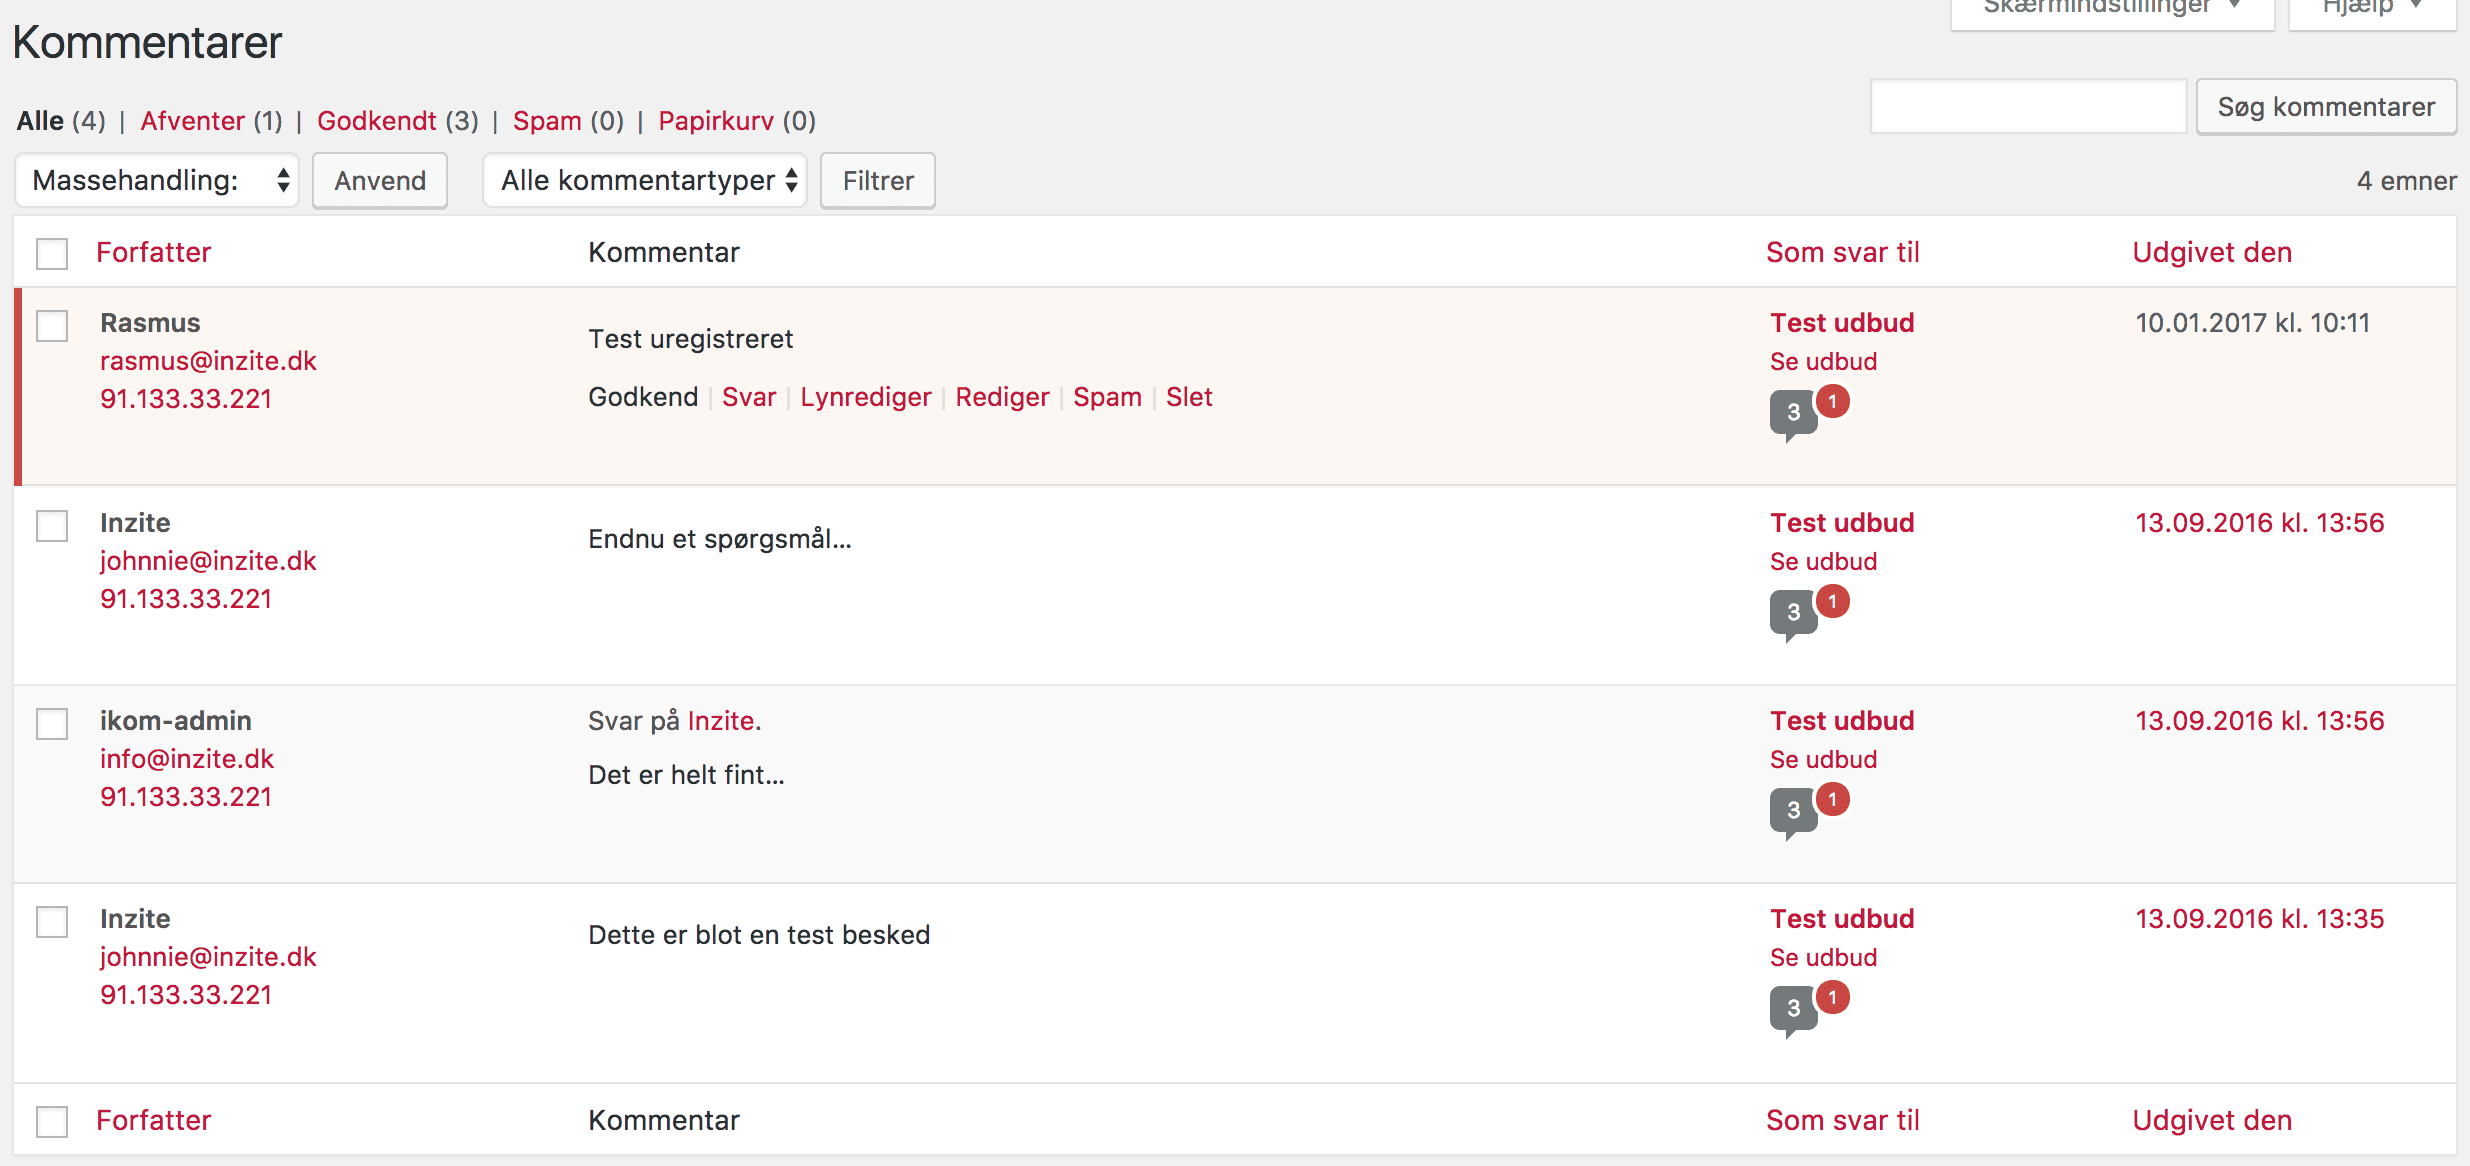 Skærmindstillinger
Hjælp
Kommentarer
Alle (4) | Afventer (1) | Godkendt (3) | Spam (0) | Papirkurv (0)
Søg kommentarer
Massehandling:
Anvend
Alle kommentartyper
Filtrer
4 emner
Forfatter
Kommentar
Som svar til
Udgivet den
Rasmus
rasmus@inzite.dk
91.133.33.221
Test uregistreret
Godkend | Svar | Lynrediger | Rediger | Spam | Slet
Test udbud
Se udbud
3
1
10.01.2017 kl. 10:11
Inzite
johnnie@inzite.dk
91.133.33.221
Endnu et spørgsmål...
Test udbud
Se udbud
3
1
13.09.2016 kl. 13:56
ikom-admin
info@inzite.dk
91.133.33.221
Svar på Inzite.
Det er helt fint...
Test udbud
Se udbud
3
1
13.09.2016 kl. 13:56
Inzite
johnnie@inzite.dk
91.133.33.221
Dette er blot en test besked
Test udbud
Se udbud
3
1
13.09.2016 kl. 13:35
Forfatter
Kommentar
Som svar til
Udgivet den